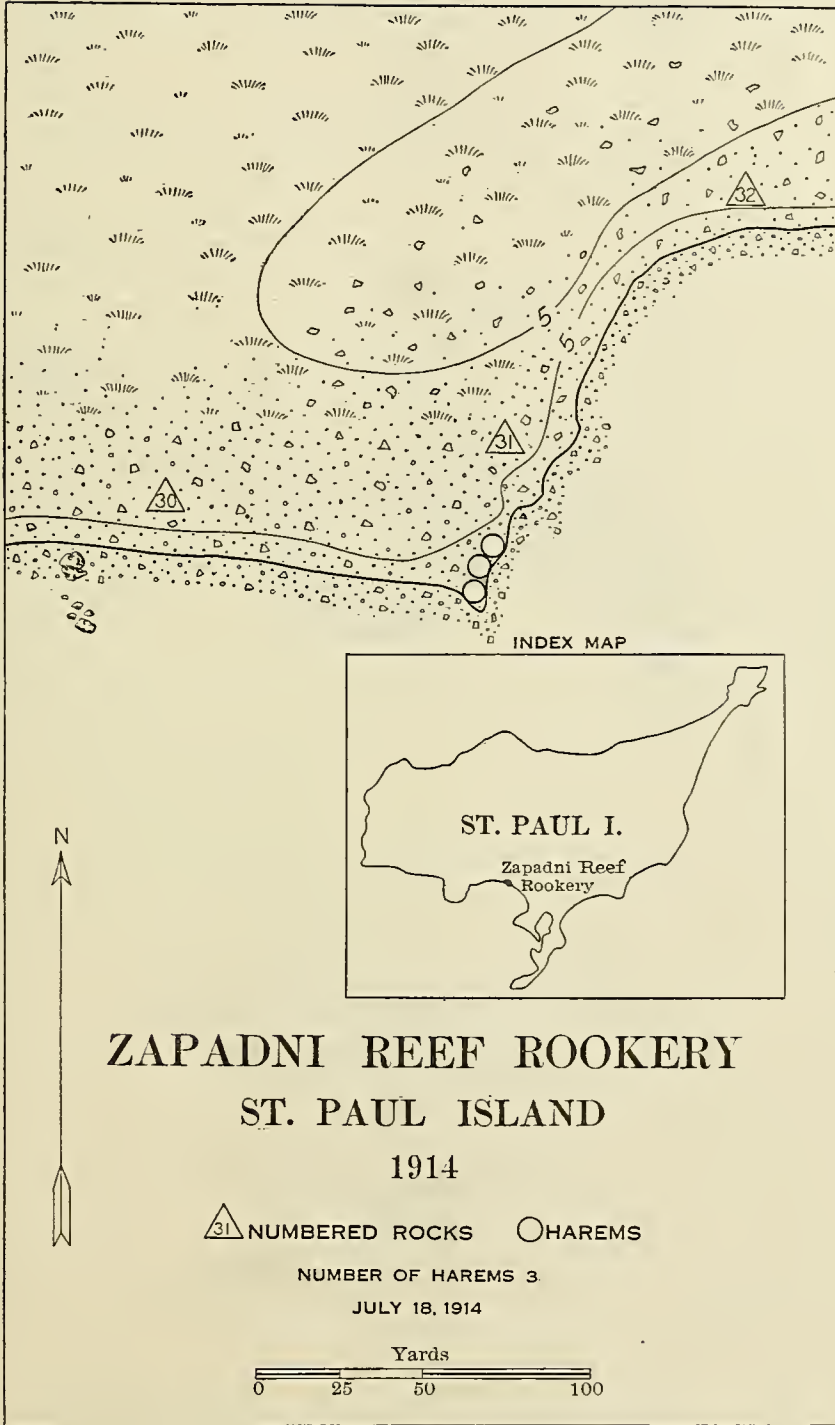 32
5
5
31
30
INDEX MAP
ST. PAUL I.
Zapadni Reef
Rookery
N
ZAPADNI REEF ROOKERY
ST. PAUL ISLAND
1914
31 NUMBERED ROCKS HAREMS
NUMBER OF HAREMS 3.
JULY 18, 1914
Yards
0 25 50 100